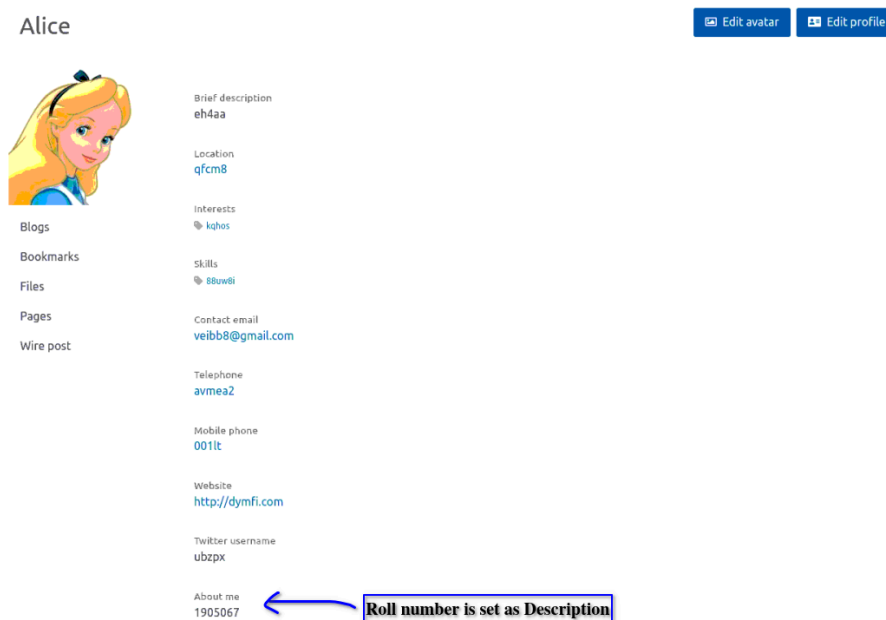 Alice
Edit avatar
Edit profile
Blogs
Bookmarks
Files
Pages
Wire post
Brief description
eh4aa
Location
qfcm8
Interests
kqhos
Skills
88uw8i
Contact email
veibb8@gmail.com
Telephone
avmea2
Mobile phone
001lt
Website
http://dymfi.com
Twitter username
ubzpx
About me
1905067
Roll number is set as Description